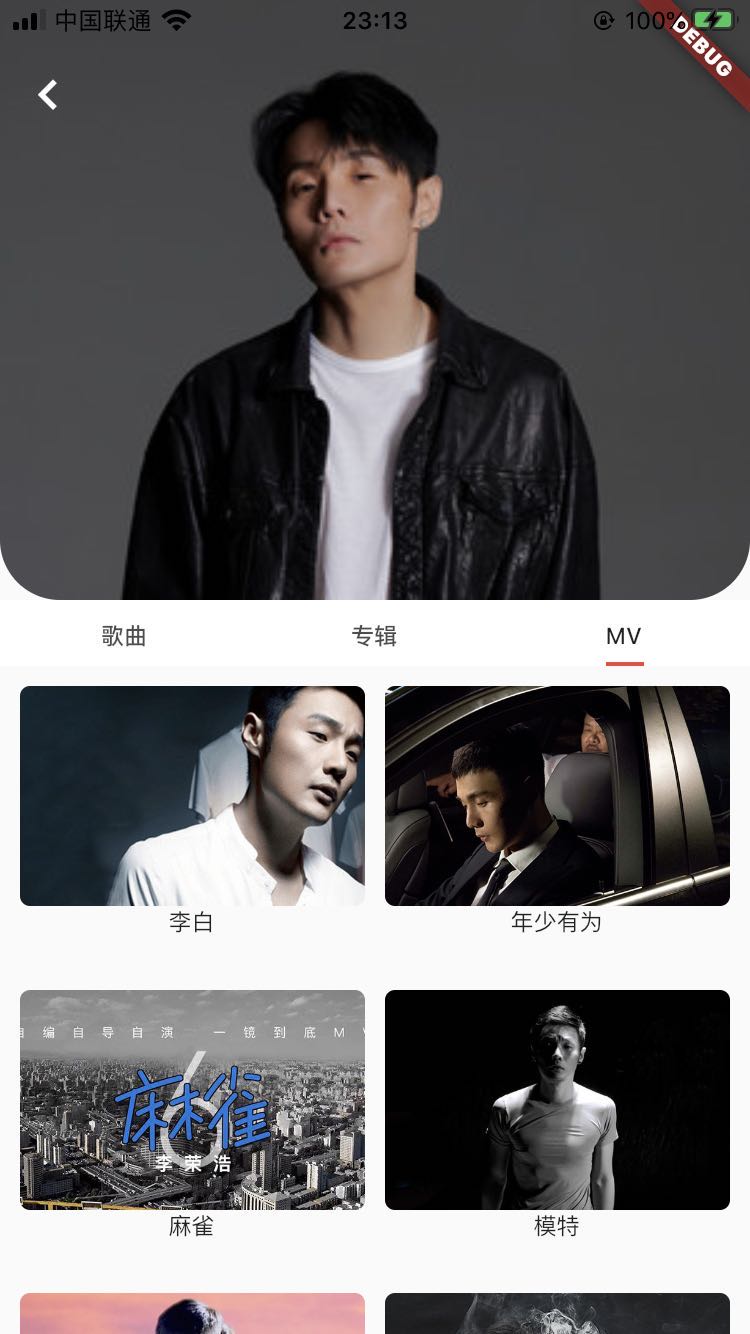 中国联通
23:13
100%
DEBUG
歌曲
专辑
MV
李白
年少有为
自编自导自演 一镜到底MV
6
麻雀
李荣浩
麻雀
模特